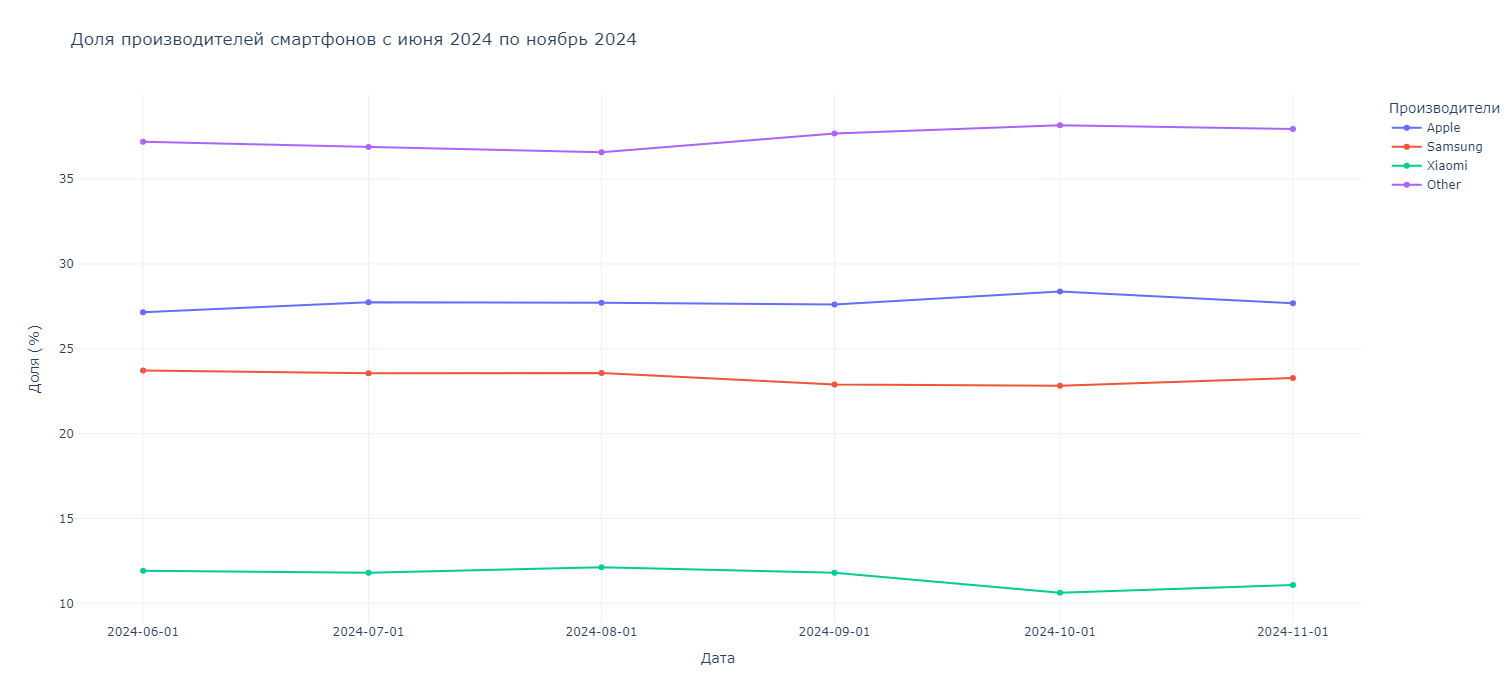 Доля производителей смартфонов с июня 2024 по ноябрь 2024
Производители
Apple
Samsung
Xiaomi
Other
Доля (%)
35
30
25
20
15
10
2024-06-01
2024-07-01
2024-08-01
2024-09-01
2024-10-01
2024-11-01
Дата